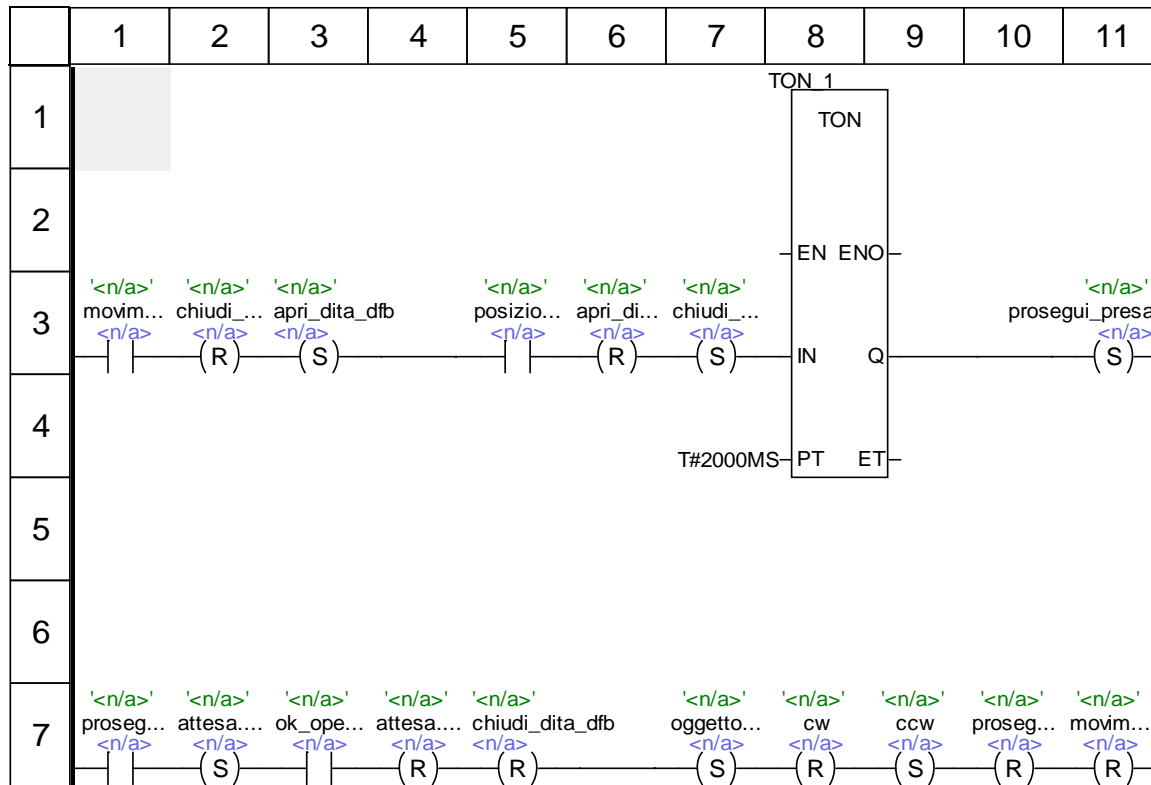 1 2 3 4 5 6 7 8 9 10 11
1
TON_1
TON
2
EN ENO
'<n/a>' '<n/a>' '<n/a>' '<n/a>' '<n/a>' '<n/a>' '<n/a>'
3
movim... chiudi_... apri_dita_dfb posizio... apri_di... chiudi_... prosegui_presa
<n/a> <n/a> <n/a> <n/a> <n/a> <n/a> <n/a>
(R) (S) (R) (S) IN Q (S)
4
T#2000MS PT ET
5
6
'<n/a>' '<n/a>' '<n/a>' '<n/a>' '<n/a>' '<n/a>' '<n/a>' '<n/a>' '<n/a>' '<n/a>'
7
proseg... attesa.... ok_ope... attesa.... chiudi_dita_dfb oggetto... cw ccw proseg... movim...
<n/a> <n/a> <n/a> <n/a> <n/a> <n/a> <n/a> <n/a> <n/a> <n/a>
(S) (R) (R) (S) (R) (S) (R) (R)